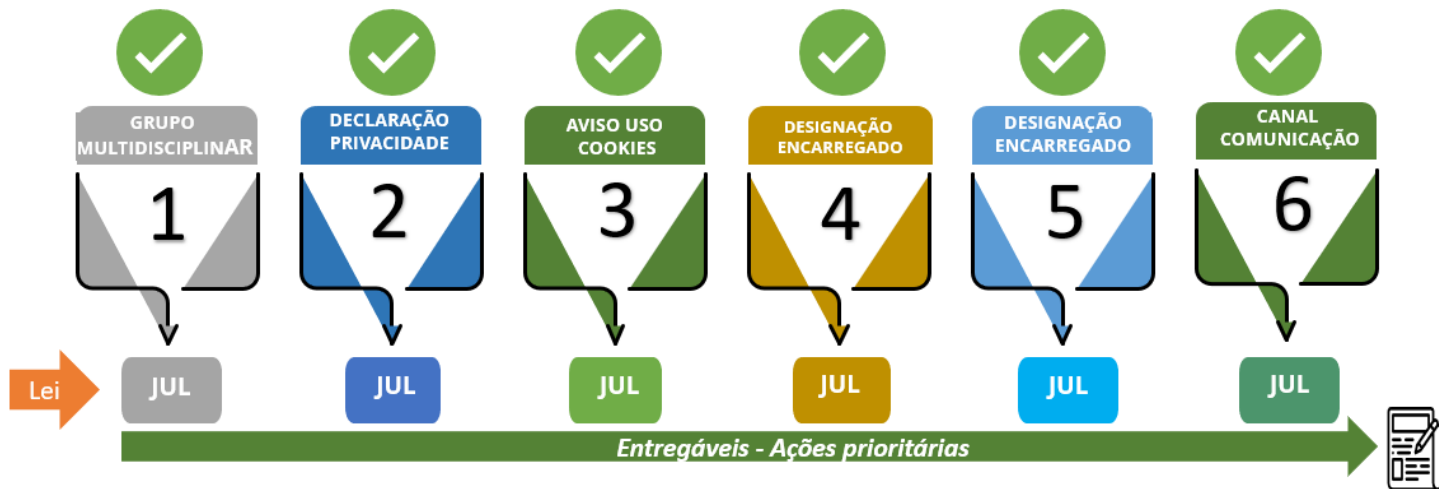 GRUPO
MULTIDISCIPLINAR
1
JUL
DECLARAÇÃO
PRIVACIDADE
2
JUL
AVISO USO
COOKIES
3
JUL
DESIGNAÇÃO
ENCARREGADO
4
JUL
DESIGNAÇÃO
ENCARREGADO
5
JUL
CANAL
COMUNICAÇÃO
6
JUL
Lei
Entregáveis - Ações prioritárias